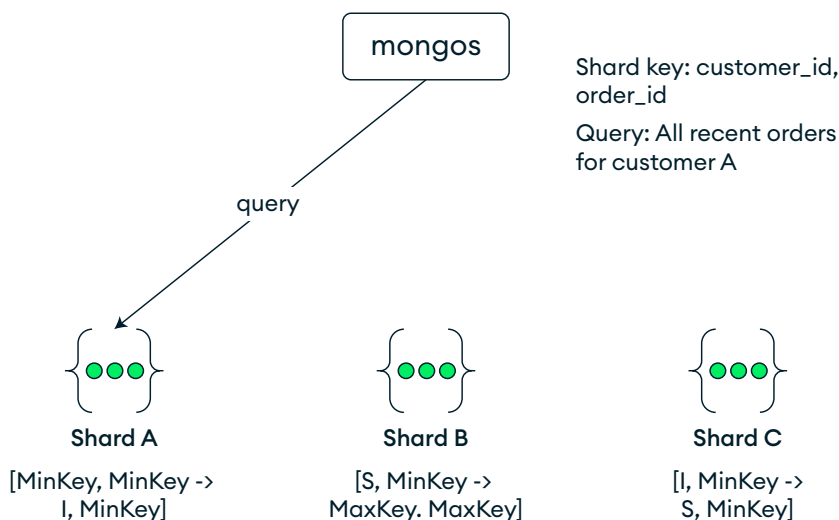 mongos
Shard key: customer_id,
order_id
Query: All recent orders
for customer A
query
Shard A
[MinKey, MinKey ->
I, MinKey]
Shard B
[S, MinKey ->
MaxKey. MaxKey]
Shard C
[I, MinKey ->
S, MinKey]